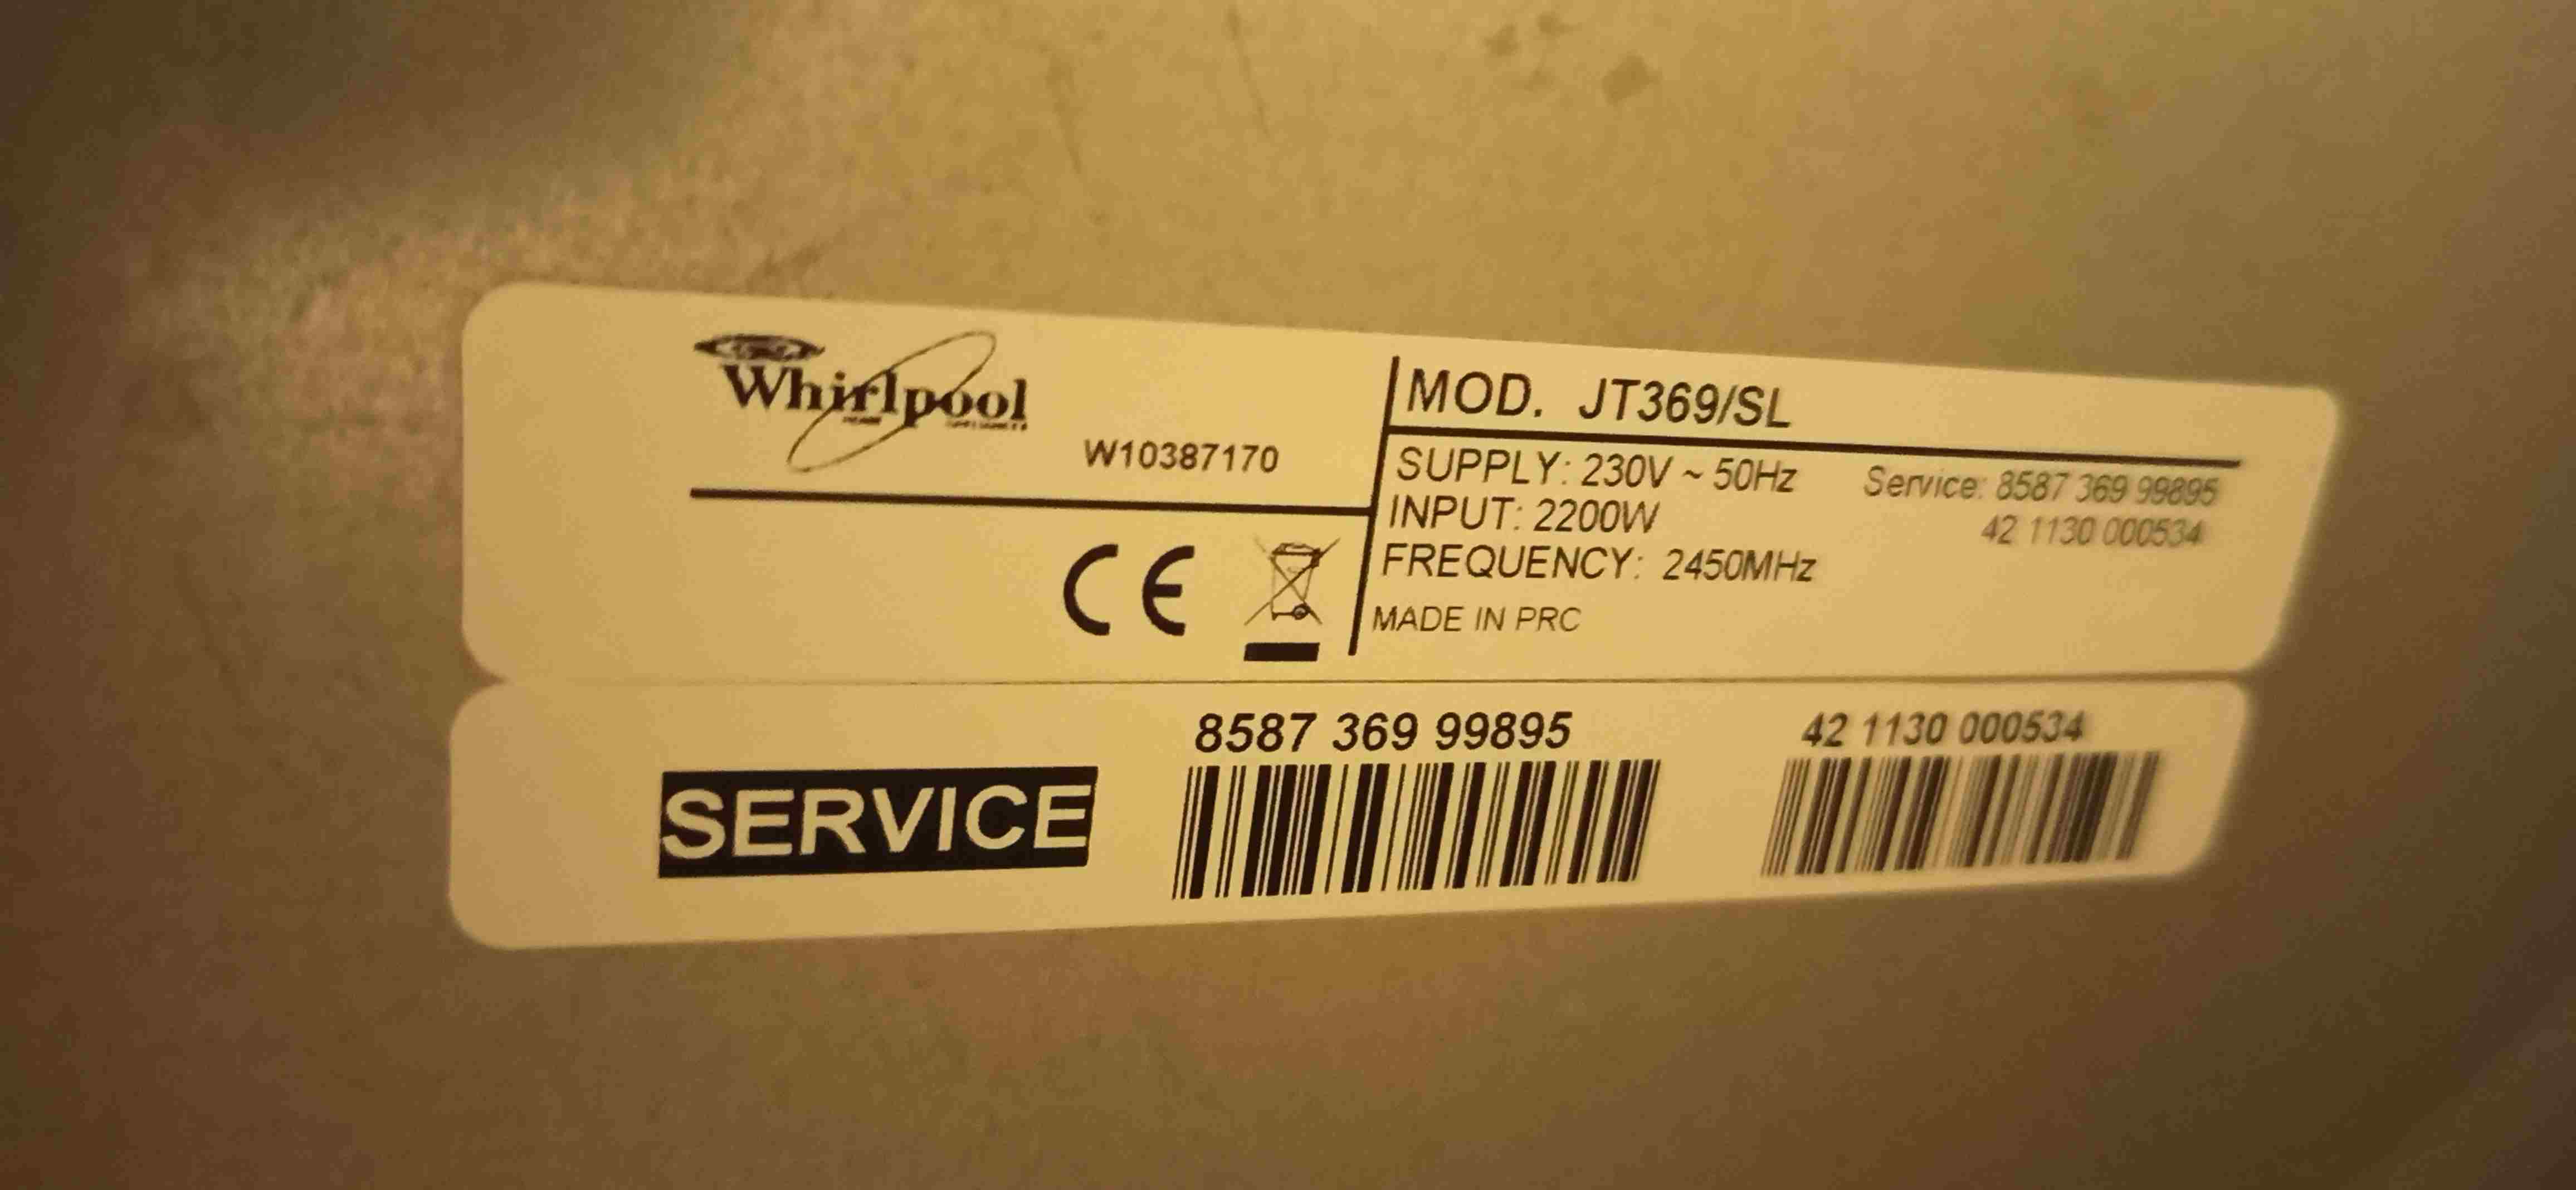 Whirlpool
W10387170
CE
MOD. JT369/SL
SUPPLY: 230V ~ 50Hz
INPUT: 2200W
FREQUENCY: 2450MHz
MADE IN PRC
Service: 8587 369 99895
42 1130 000534
SERVICE
8587 369 99895
42 1130 000534